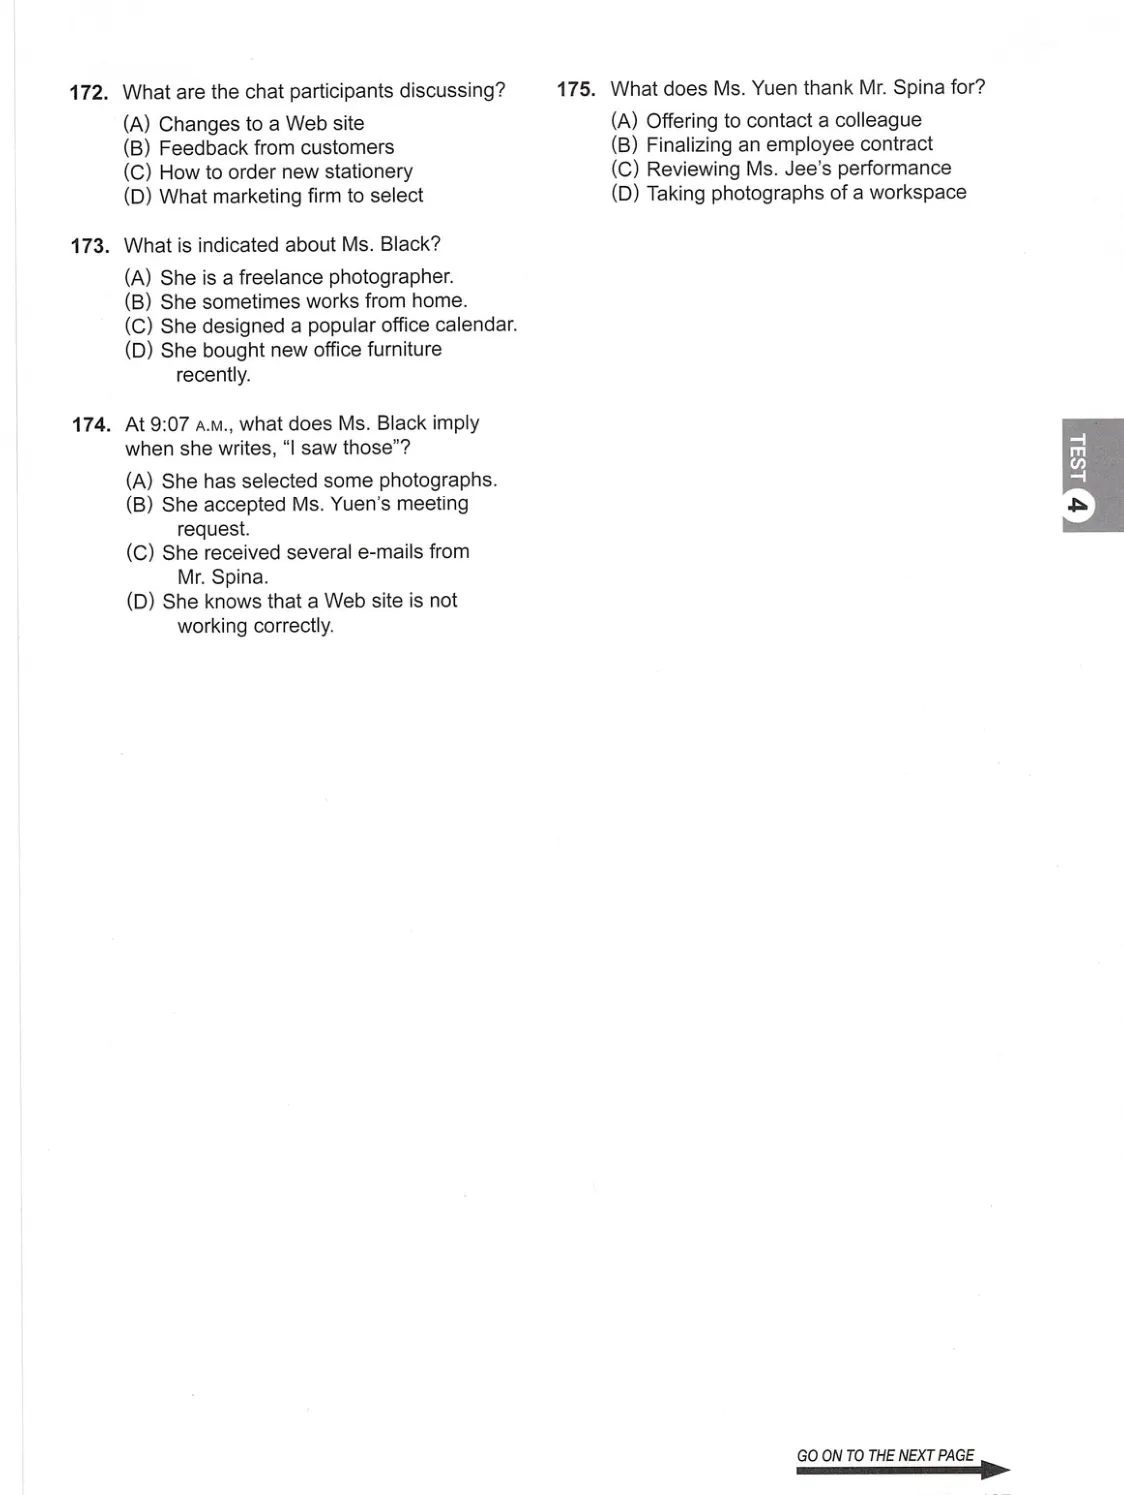 172. What are the chat participants discussing?
(A) Changes to a Web site
(B) Feedback from customers
(C) How to order new stationery
(D) What marketing firm to select
173. What is indicated about Ms. Black?
(A) She is a freelance photographer.
(B) She sometimes works from home.
(C) She designed a popular office calendar.
(D) She bought new office furniture
recently.
174. At 9:07 A.M., what does Ms. Black imply
when she writes, “I saw those”?
(A) She has selected some photographs.
(B) She accepted Ms. Yuen’s meeting
request.
(C) She received several e-mails from
Mr. Spina.
(D) She knows that a Web site is not
working correctly.
175. What does Ms. Yuen thank Mr. Spina for?
(A) Offering to contact a colleague
(B) Finalizing an employee contract
(C) Reviewing Ms. Jee’s performance
(D) Taking photographs of a workspace
TEST 4
GO ON TO THE NEXT PAGE